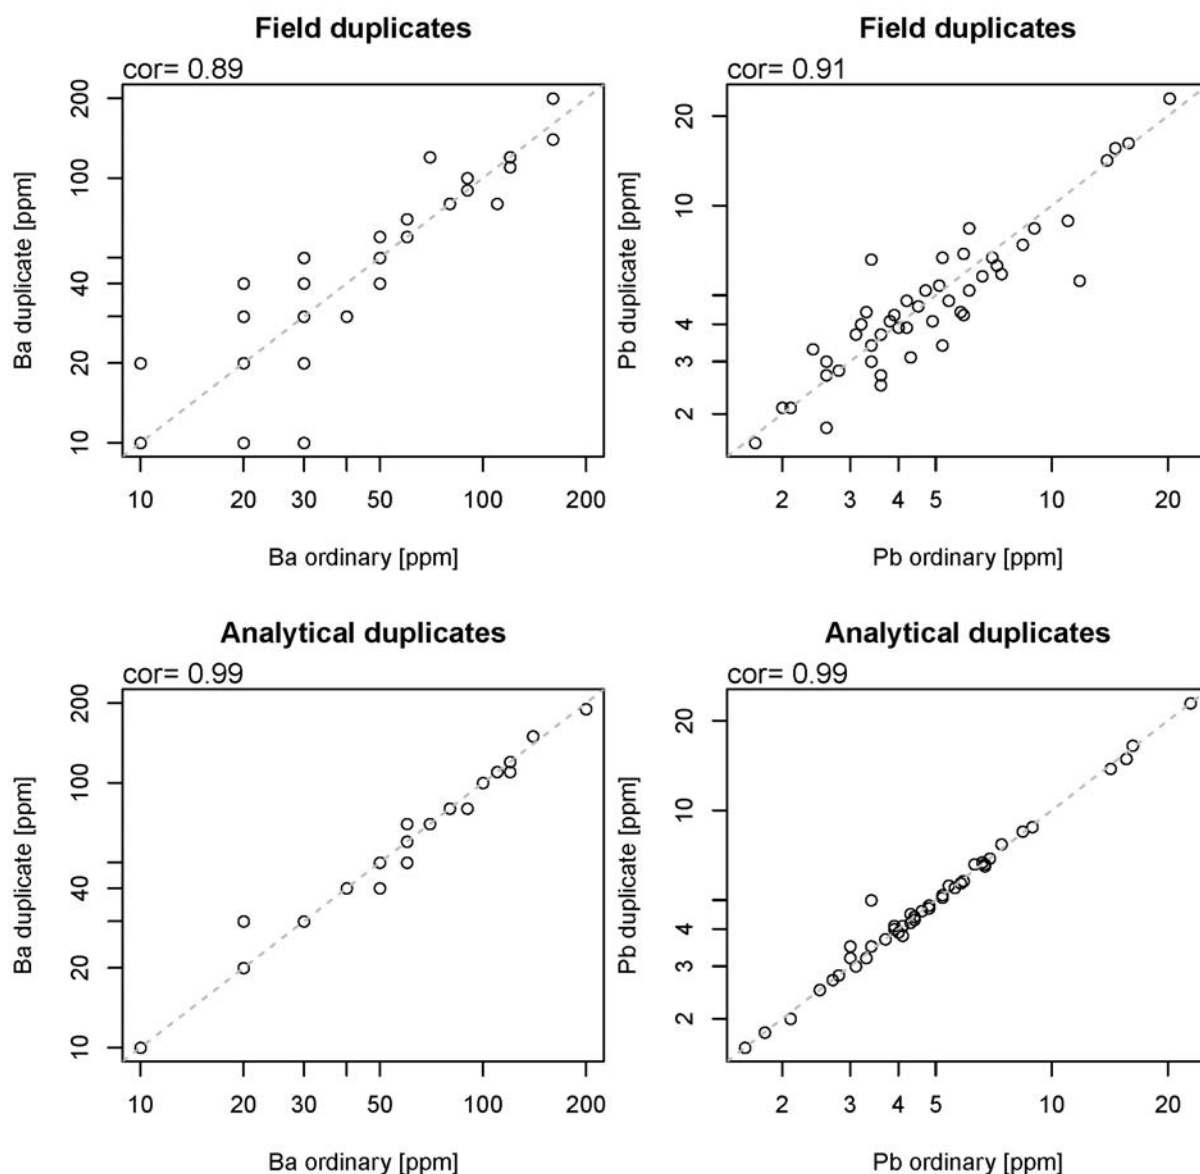 Field duplicates
cor= 0.89
Ba duplicate [ppm]
200
100
40
20
10
10 20 30 50 100 200
Ba ordinary [ppm]
Field duplicates
cor= 0.91
Pb duplicate [ppm]
20
10
4
3
2
2 3 4 5 10 20
Pb ordinary [ppm]
Analytical duplicates
cor= 0.99
Ba duplicate [ppm]
200
100
40
20
10
10 20 30 50 100 200
Ba ordinary [ppm]
Analytical duplicates
cor= 0.99
Pb duplicate [ppm]
20
10
4
3
2
2 3 4 5 10 20
Pb ordinary [ppm]